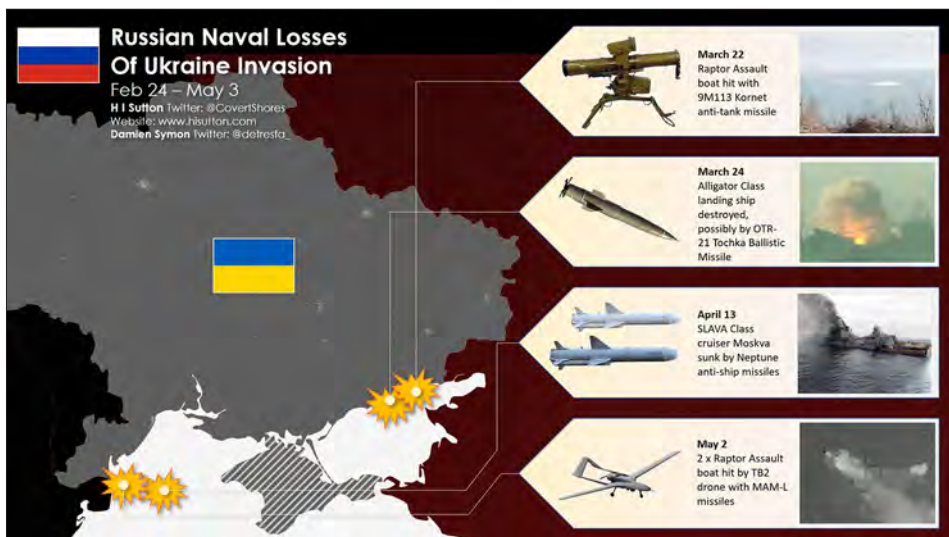 Russian Naval Losses
Of Ukraine Invasion
Feb 24 – May 3
H I Sutton Twitter: @CovertShores
Website: www.hisutton.com
Damien Symon Twitter: @detresfa_
March 22
Raptor Assault
boat hit with
9M113 Kornet
anti-tank missile
March 24
Alligator Class
landing ship
destroyed,
possibly by OTR-
21 Tochka Ballistic
Missile
April 13
SLAVA Class
cruiser Moskva
sunk by Neptune
anti-ship missiles
May 2
2 x Raptor Assault
boat hit by TB2
drone with MAM-L
missiles